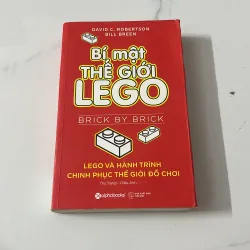 DAVID C. ROBERTSON
BILL BREEN
Bí mật
THẾ GIỚI
LEGO
BRICK BY BRICK
LEGO VÀ HÀNH TRÌNH
CHINH PHỤC THẾ GIỚI ĐỒ CHƠI
alphabooks